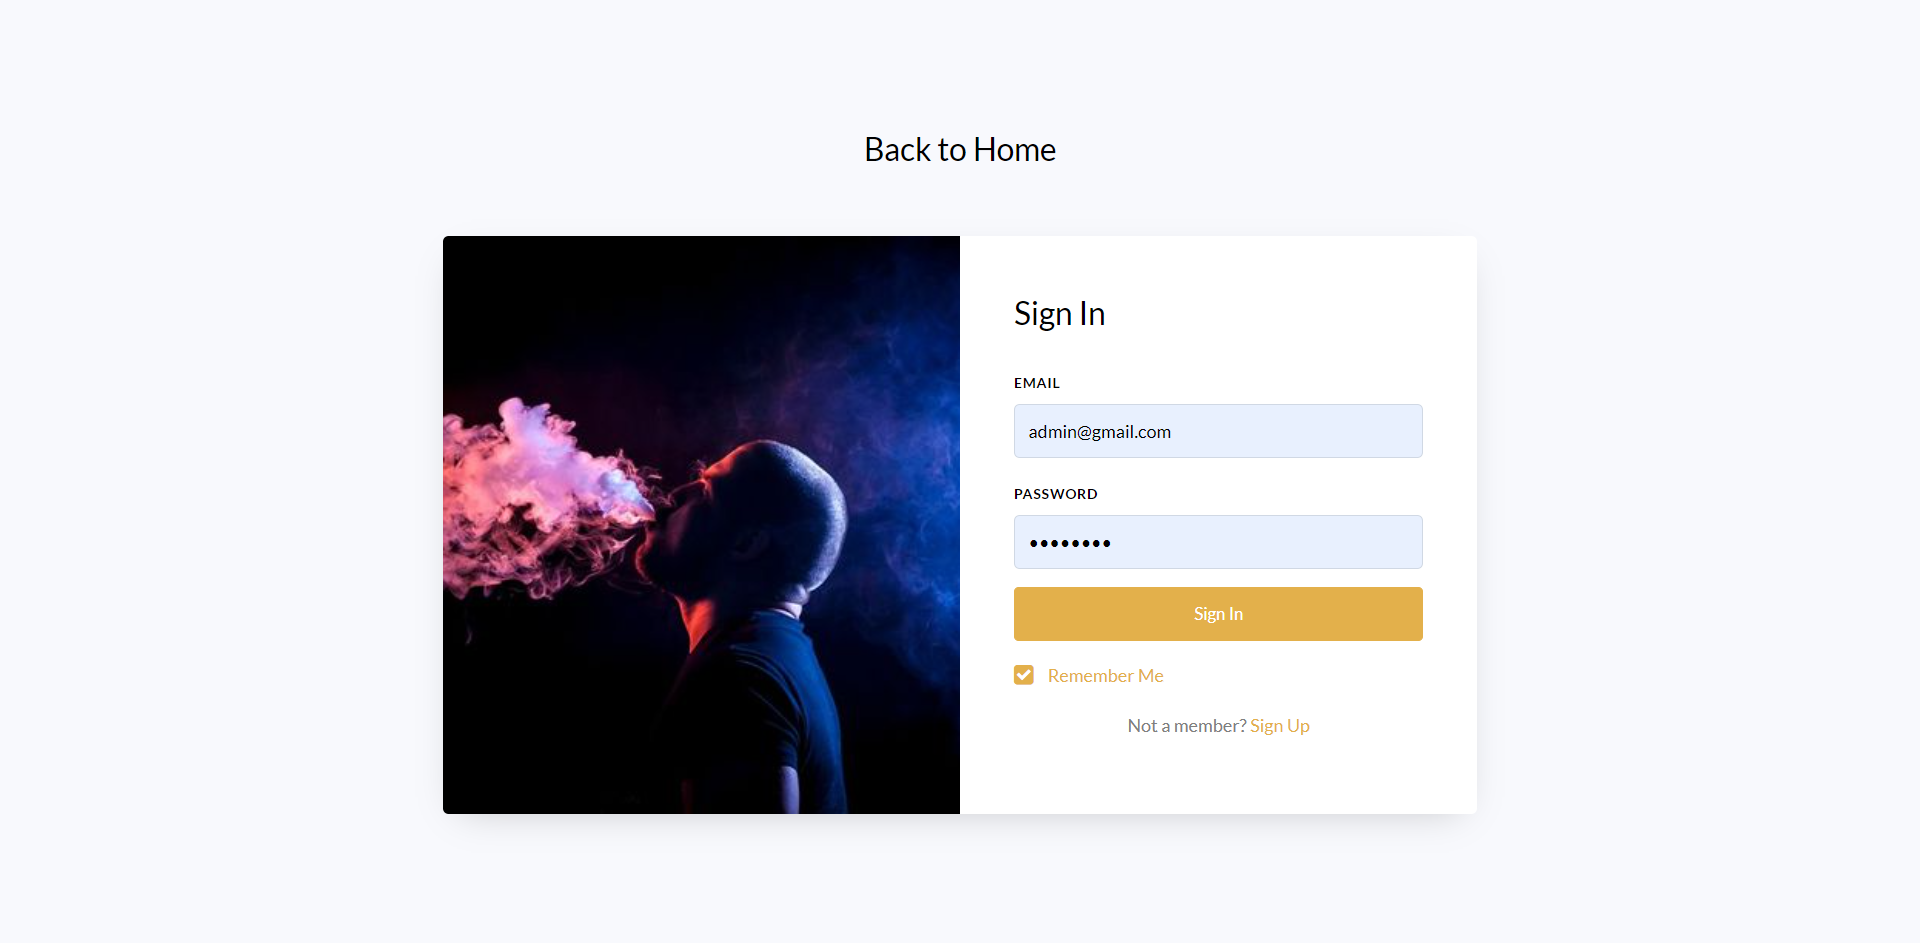 Back to Home
Sign In
EMAIL
admin@gmail.com
PASSWORD
••••••••
Sign In
Remember Me
Not a member? Sign Up